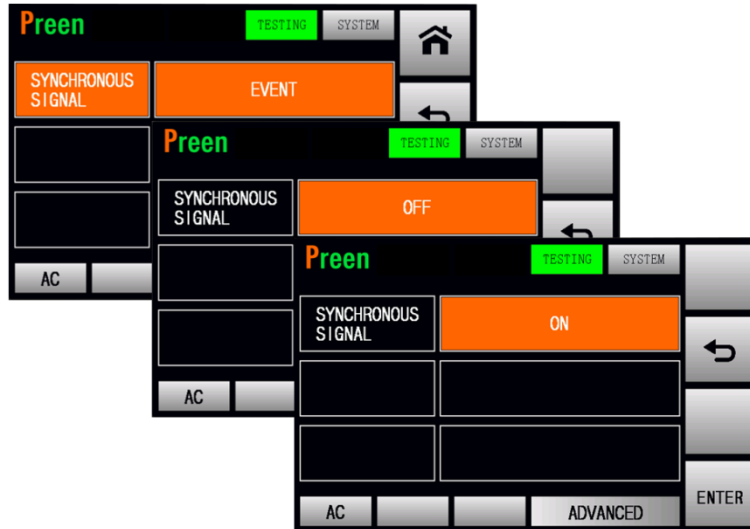 Preen
TESTING
SYSTEM
SYNCHRONOUS
SIGNAL
EVENT
AC
Preen
TESTING
SYSTEM
SYNCHRONOUS
SIGNAL
OFF
AC
Preen
TESTING
SYSTEM
SYNCHRONOUS
SIGNAL
ON
AC
ADVANCED
ENTER